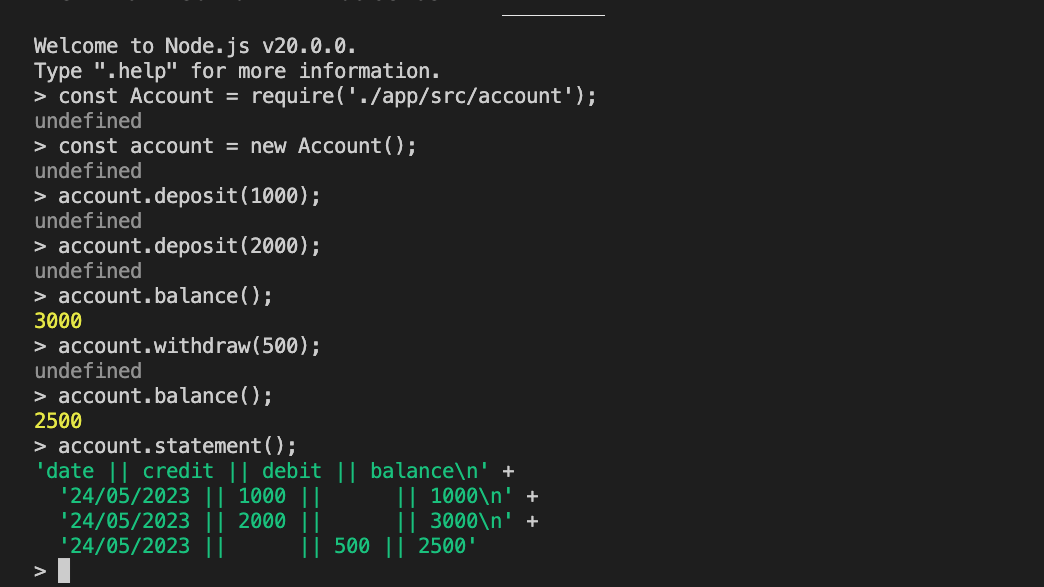 Welcome to Node.js v20.0.0.
Type ".help" for more information.
> const Account = require('./app/src/account');
undefined
> const account = new Account();
undefined
> account.deposit(1000);
undefined
> account.deposit(2000);
undefined
> account.balance();
3000
> account.withdraw(500);
undefined
> account.balance();
2500
> account.statement();
'date || credit || debit || balance\n' +
  '24/05/2023 || 1000 ||      || 1000\n' +
  '24/05/2023 || 2000 ||      || 3000\n' +
  '24/05/2023 ||      || 500 || 2500'
>